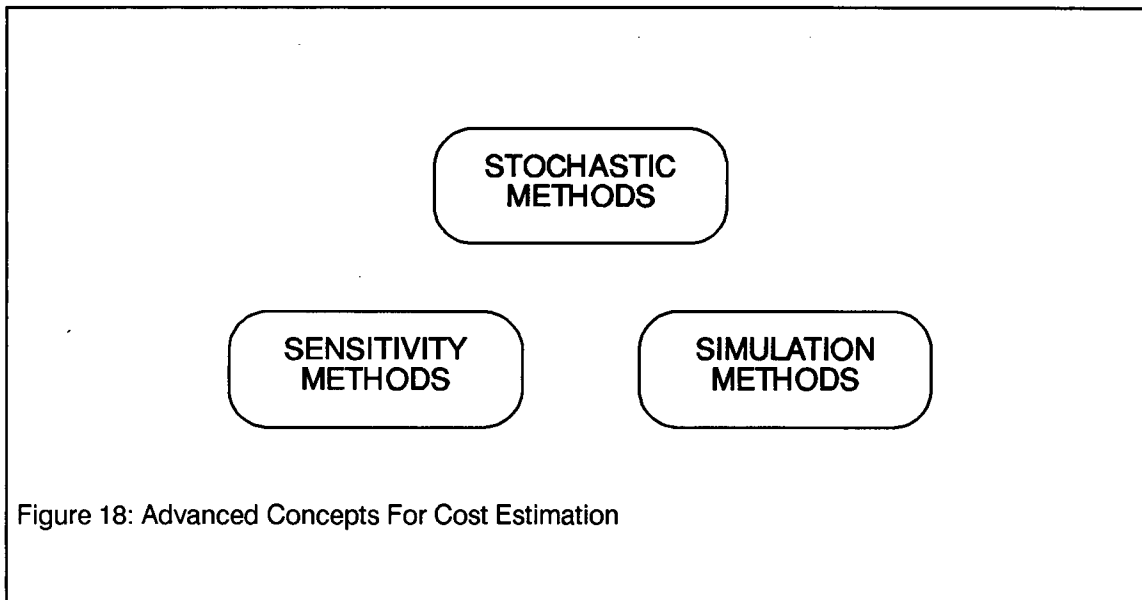 STOCHASTIC
METHODS
SENSITIVITY
METHODS
SIMULATION
METHODS
Figure 18: Advanced Concepts For Cost Estimation